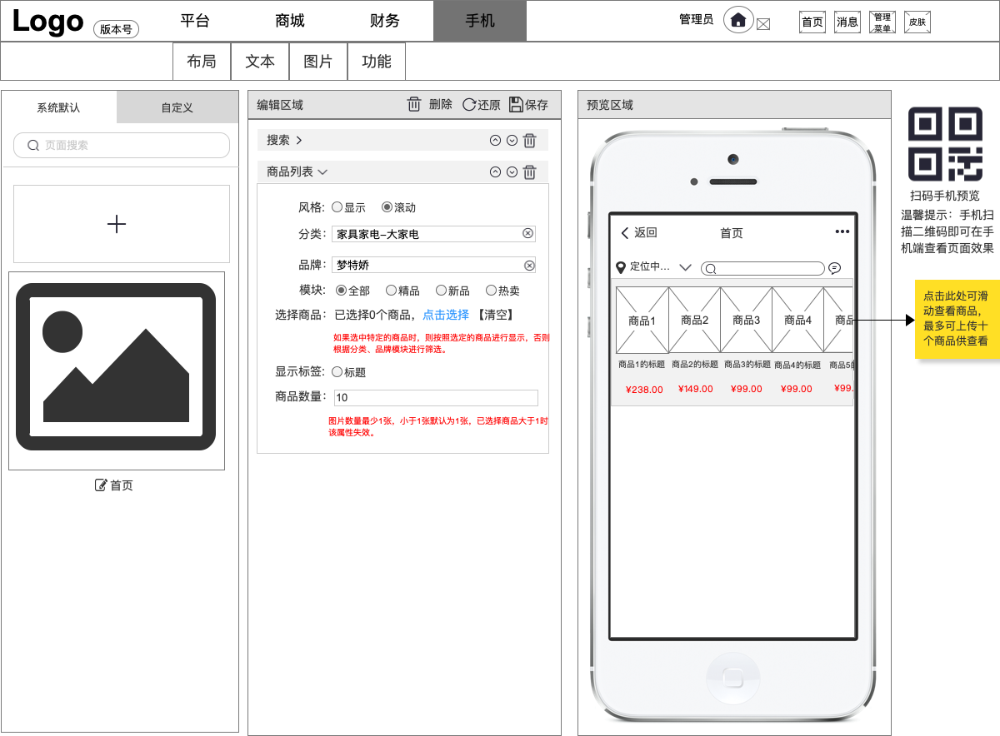 Logo 版本号 平台 商城 财务 手机 管理员 首页 消息 管理菜单 皮肤
布局 文本 图片 功能
系统默认 自定义
页面搜索
首页
编辑区域 删除 还原 保存
搜索
商品列表
风格: 显示 滚动
分类: 家具家电-大家电
品牌: 梦特娇
模块: 全部 精品 新品 热卖
选择商品: 已选择0个商品，点击选择 【清空】
如果选中特定的商品时，则按照选定的商品进行显示，否则
根据分类、品牌模块进行筛选。
显示标签: 标题
商品数量: 10
图片数量最少1张，小于1张默认为1张，已选择商品大于1时
该属性失效。
预览区域
返回 首页
定位中...
商品1 商品2 商品3 商品4 商品
商品1的标题 商品2的标题 商品3的标题 商品4的标题 商品5的
¥238.00 ¥149.00 ¥99.00 ¥99.00 ¥99.
扫码手机预览
温馨提示：手机扫
描二维码即可在手
机端查看页面效果
点击此处可滑
动查看商品，
最多可上传十
个商品供查看